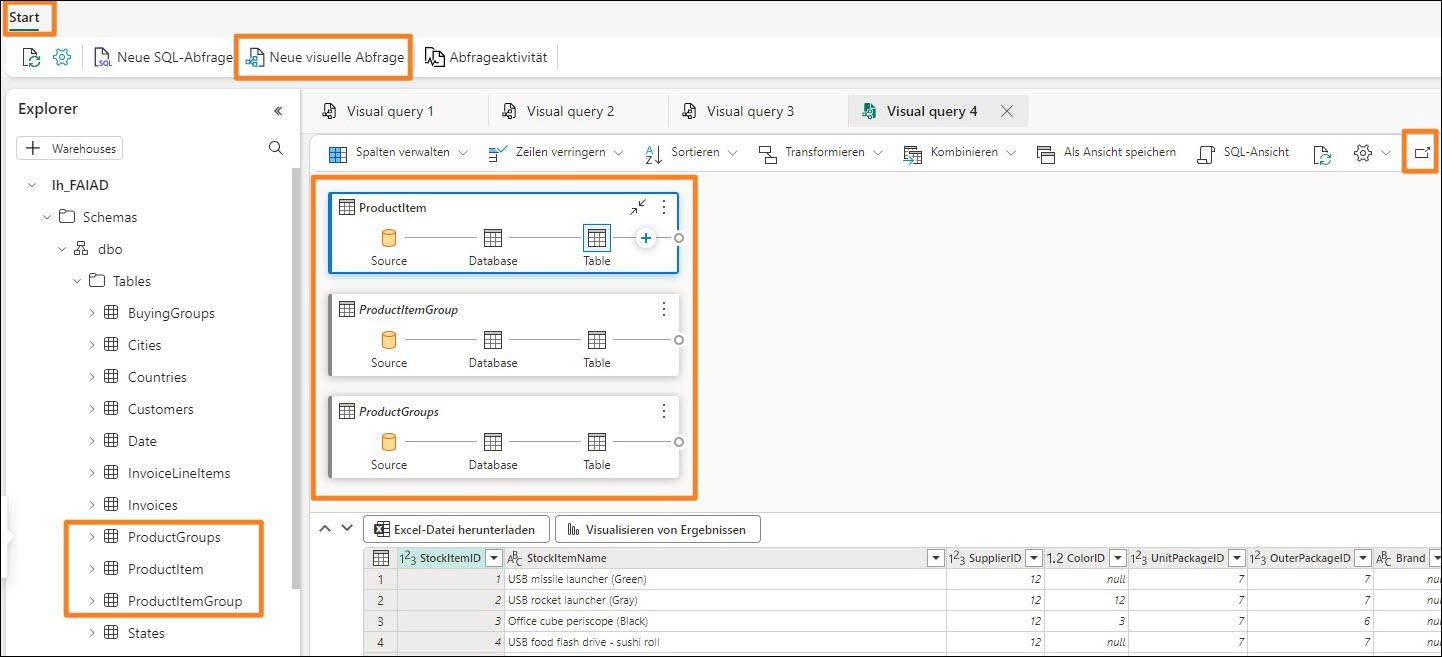 Start
Neue SQL-Abfrage Neue visuelle Abfrage Abfrageaktivität
Explorer
Warehouses
lh_FAIAD
Schemas
dbo
Tables
BuyingGroups
Cities
Countries
Customers
Date
InvoiceLineItems
Invoices
ProductGroups
ProductItem
ProductItemGroup
States
Visual query 1 Visual query 2 Visual query 3 Visual query 4
Spalten verwalten Zeilen verringern Sortieren Transformieren Kombinieren Als Ansicht speichern SQL-Ansicht
ProductItem
Source Database Table
ProductItemGroup
Source Database Table
ProductGroups
Source Database Table
Excel-Datei herunterladen Visualisieren von Ergebnissen
StockItemID StockItemName SupplierID 1.2 ColorID UnitPackageID OuterPackageID Brand
1 1 USB missile launcher (Green) 12 null 7 7
2 2 USB rocket launcher (Gray) 12 12 7 7
3 3 Office cube periscope (Black) 12 3 7 6
4 4 USB food flash drive - sushi roll 12 null 7 7